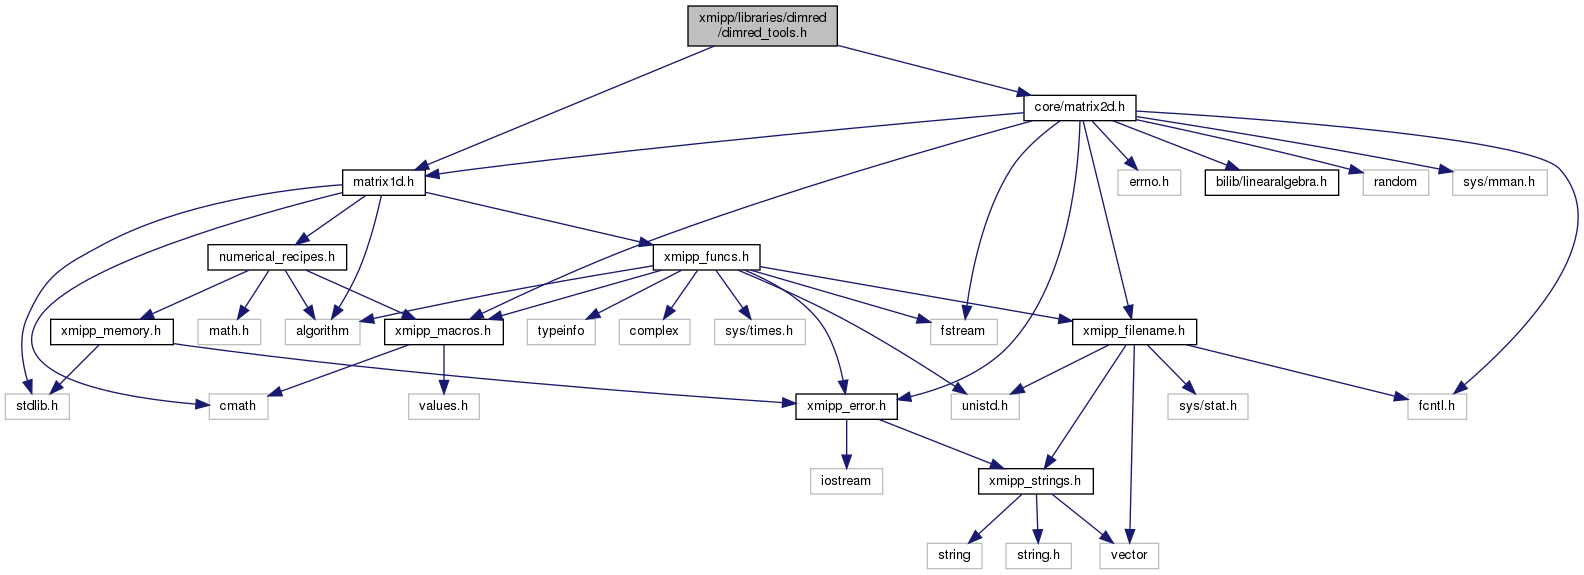 xmipp/libraries/dimred
/dimred_tools.h
core/matrix2d.h
matrix1d.h
errno.h
bilib/linearalgebra.h
random
sys/mman.h
numerical_recipes.h
xmipp_funcs.h
xmipp_memory.h
math.h
algorithm
xmipp_macros.h
typeinfo
complex
sys/times.h
fstream
xmipp_filename.h
stdlib.h
cmath
values.h
xmipp_error.h
unistd.h
sys/stat.h
fcntl.h
iostream
xmipp_strings.h
string
string.h
vector